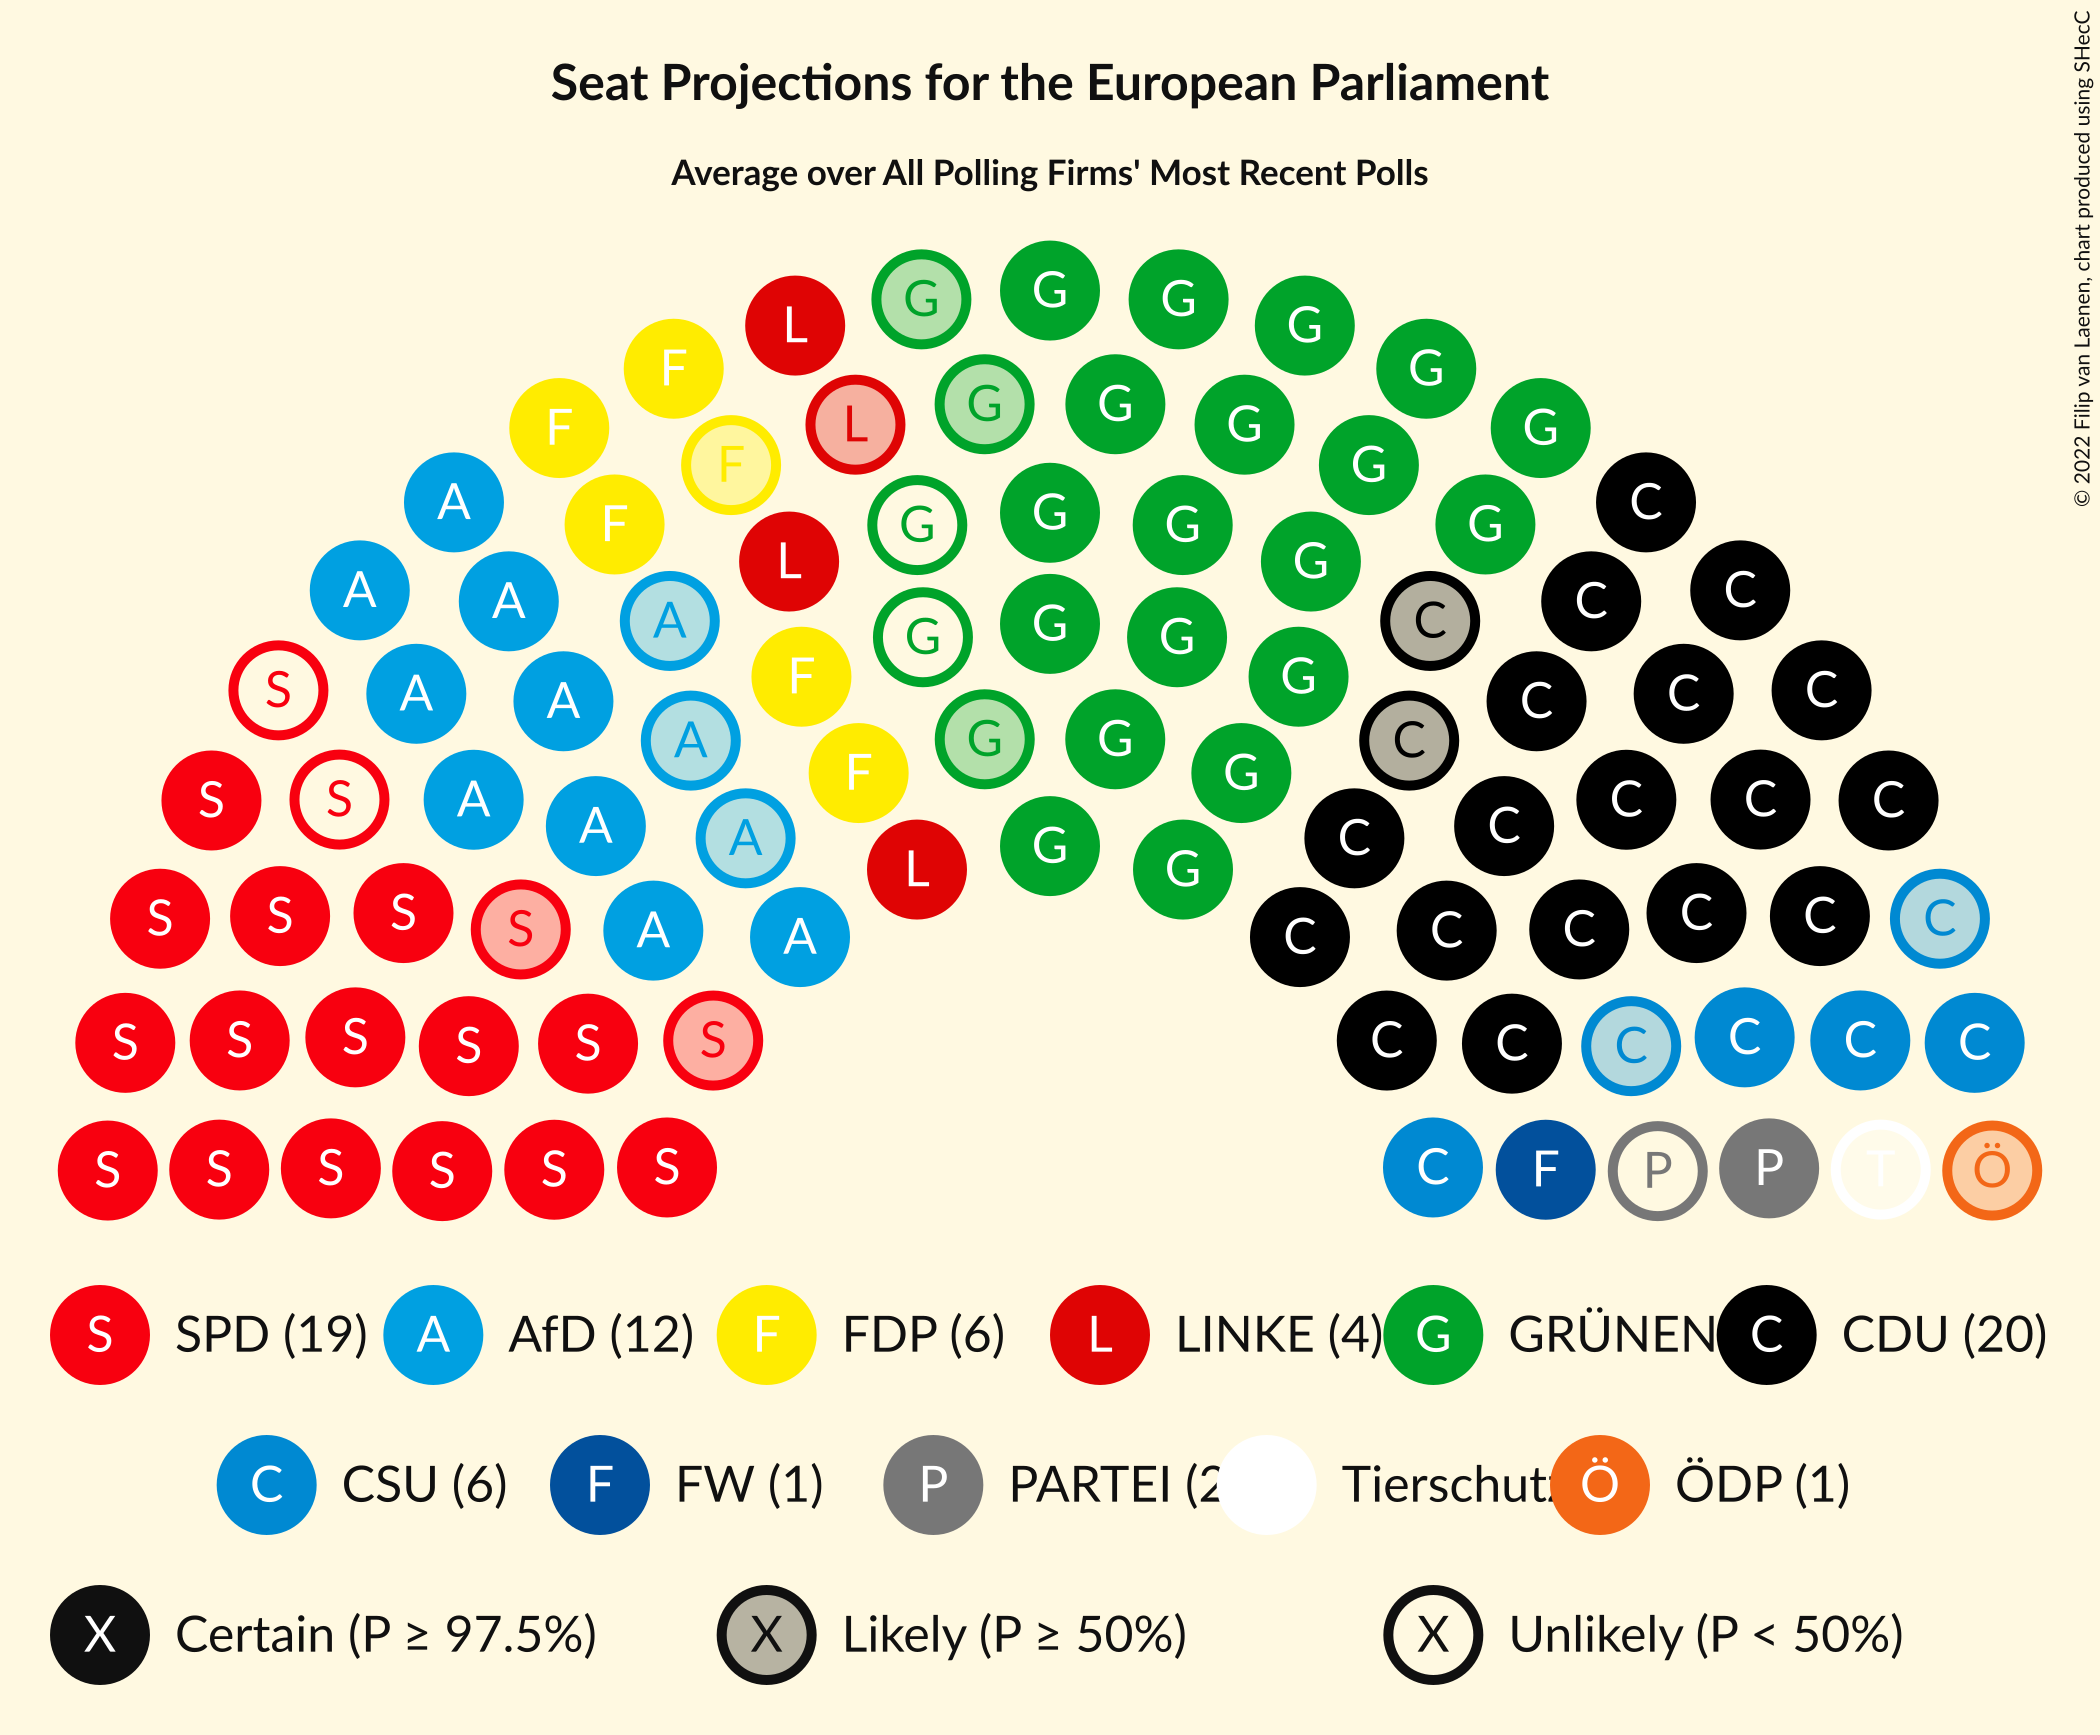 © 2022 Filip van Laenen, chart produced using SHecC
Seat Projections for the European Parliament
Average over All Polling Firms' Most Recent Polls
L G G G G
F G
F L G G G G
F G
A F G G G G C
L G
A A A G G G C C C
S A A F G C C C
A G G C
S S A A F G C C C C
A C
L G G
S S S S A A C C C C C C
S S S S S S C C C C C C
S S S S S S C F P P T Ö
S SPD (19) A AfD (12) F FDP (6) L LINKE (4) G GRÜNEN C CDU (20)
C CSU (6) F FW (1) P PARTEI (2 Tierschutz Ö ÖDP (1)
X Certain (P ≥ 97.5%) X Likely (P ≥ 50%) X Unlikely (P < 50%)